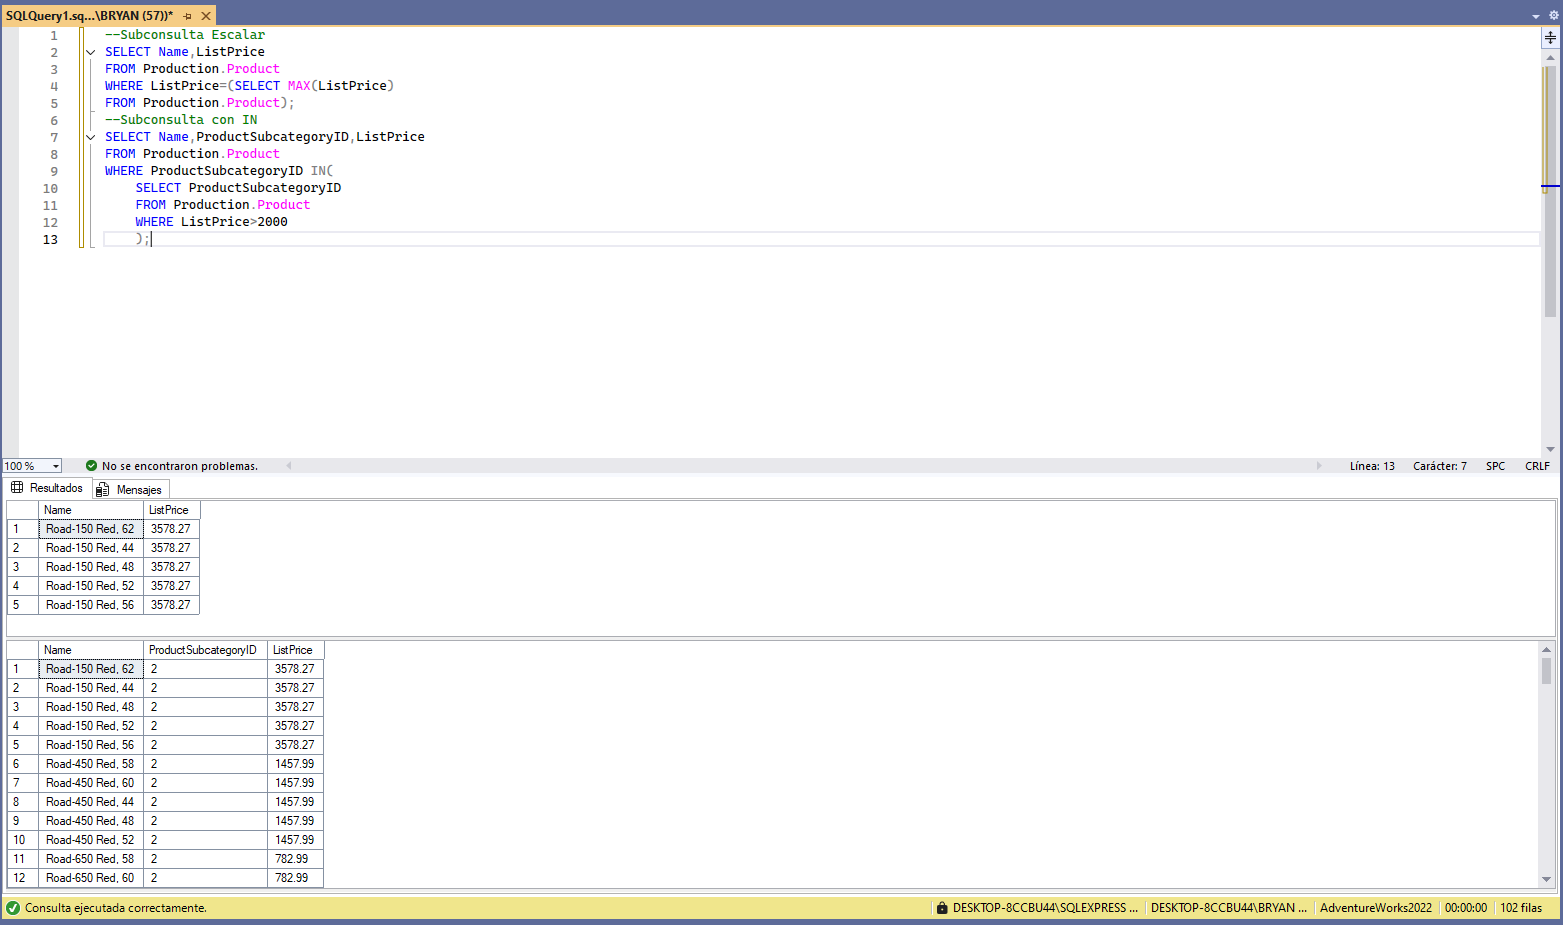 SQLQuery1.sq...\BRYAN (57))*
1 --Subconsulta Escalar
2 SELECT Name,ListPrice
3 FROM Production.Product
4 WHERE ListPrice=(SELECT MAX(ListPrice)
5 FROM Production.Product);
6 --Subconsulta con IN
7 SELECT Name,ProductSubcategoryID,ListPrice
8 FROM Production.Product
9 WHERE ProductSubcategoryID IN(
10 SELECT ProductSubcategoryID
11 FROM Production.Product
12 WHERE ListPrice>2000
13 );
100 % No se encontraron problemas. Línea: 13 Carácter: 7 SPC CRLF
Resultados Mensajes
Name ListPrice
1 Road-150 Red, 62 3578.27
2 Road-150 Red, 44 3578.27
3 Road-150 Red, 48 3578.27
4 Road-150 Red, 52 3578.27
5 Road-150 Red, 56 3578.27
Name ProductSubcategoryID ListPrice
1 Road-150 Red, 62 2 3578.27
2 Road-150 Red, 44 2 3578.27
3 Road-150 Red, 48 2 3578.27
4 Road-150 Red, 52 2 3578.27
5 Road-150 Red, 56 2 3578.27
6 Road-450 Red, 58 2 1457.99
7 Road-450 Red, 60 2 1457.99
8 Road-450 Red, 44 2 1457.99
9 Road-450 Red, 48 2 1457.99
10 Road-450 Red, 52 2 1457.99
11 Road-650 Red, 58 2 782.99
12 Road-650 Red, 60 2 782.99
Consulta ejecutada correctamente. DESKTOP-8CCBU44\SQLEXPRESS ... DESKTOP-8CCBU44\BRYAN ... AdventureWorks2022 00:00:00 102 filas